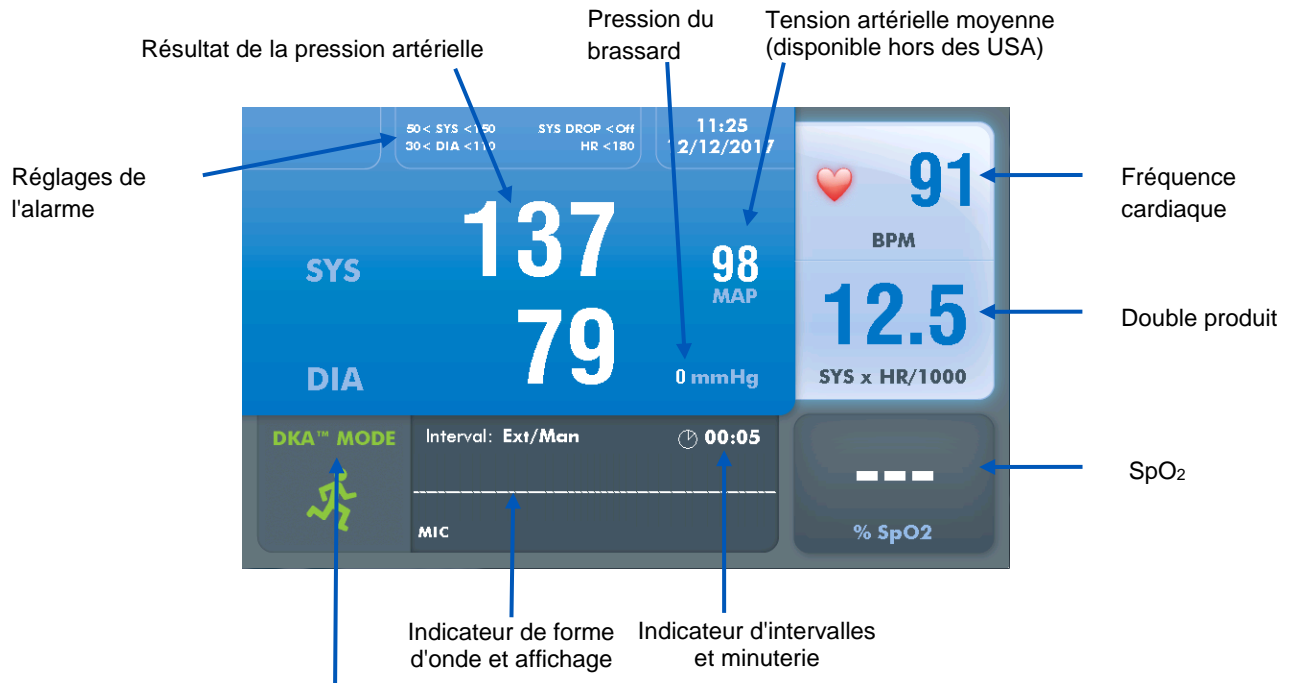 Pression du
brassard
Tension artérielle moyenne
(disponible hors des USA)
Résultat de la pression artérielle
Réglages de
l'alarme
50< SYS <150
30< DIA <110
SYS DROP <Off
HR <180
11:25
12/12/2017
SYS
137
98
MAP
DIA
79
0 mmHg
91
BPM
12.5
SYS x HR/1000
Fréquence
cardiaque
Double produit
DKA™ MODE
Interval: Ext/Man
00:05
MIC
---
% SpO2
SpO₂
Indicateur de forme
d'onde et affichage
Indicateur d'intervalles
et minuterie